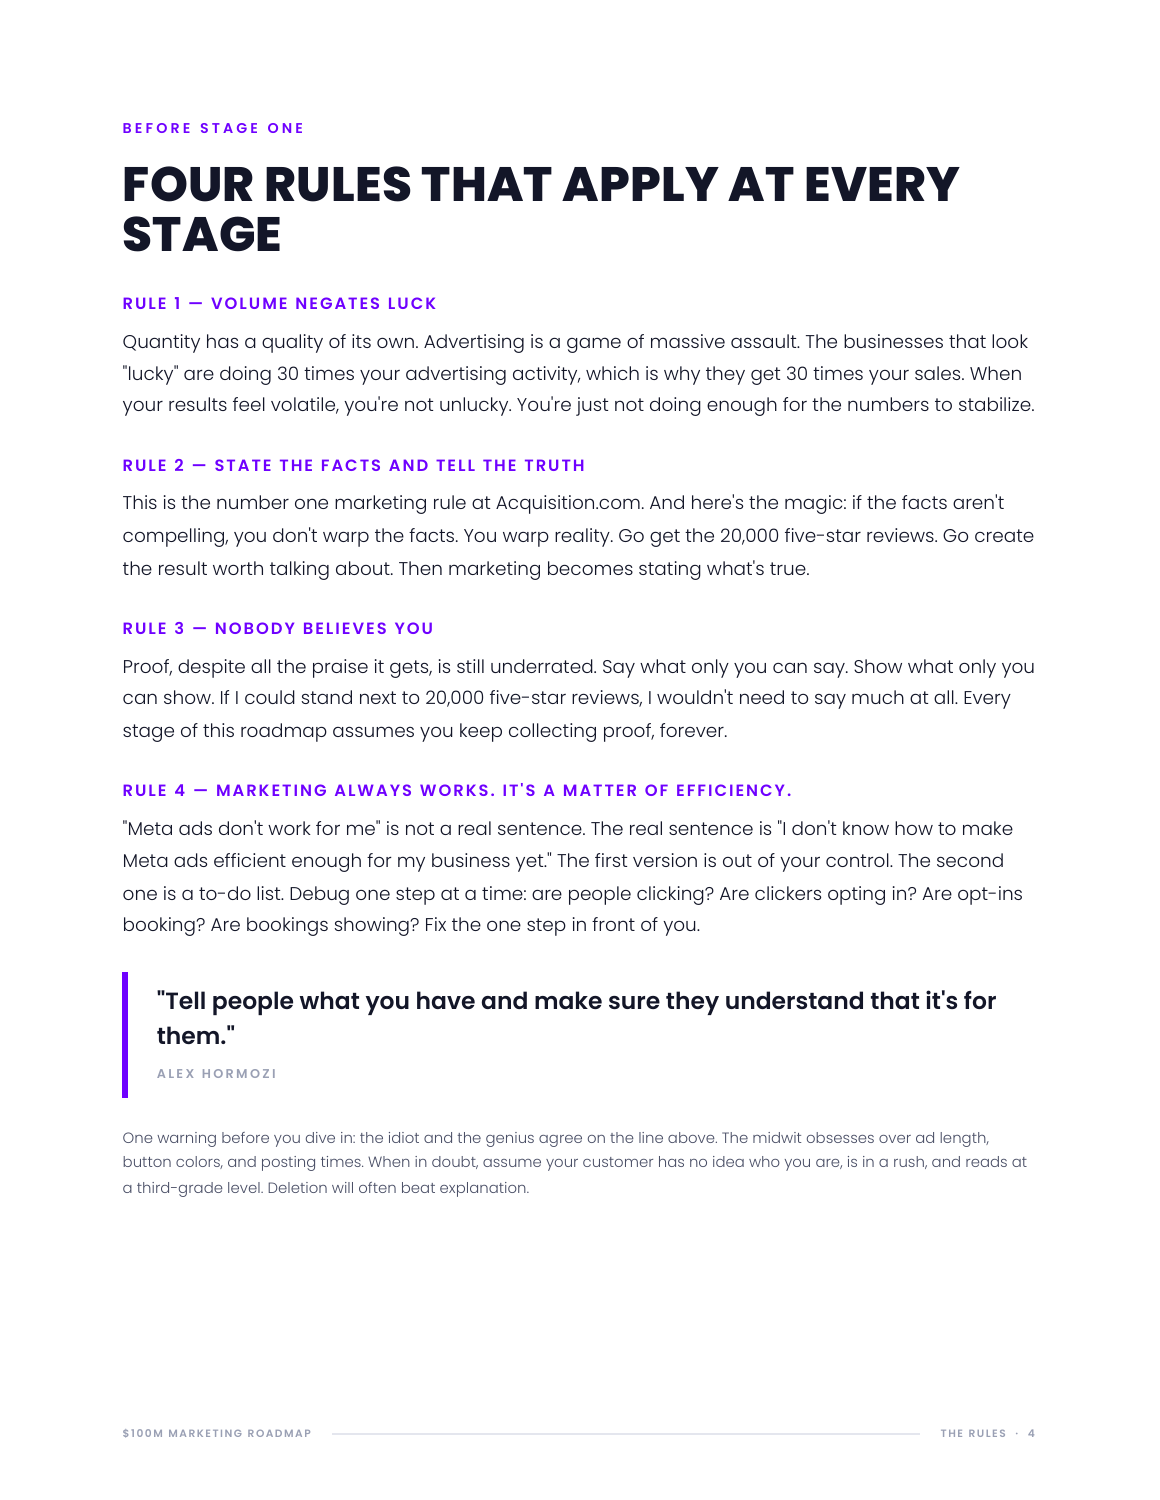 BEFORE STAGE ONE
FOUR RULES THAT APPLY AT EVERY
STAGE
RULE 1 — VOLUME NEGATES LUCK
Quantity has a quality of its own. Advertising is a game of massive assault. The businesses that look
"lucky" are doing 30 times your advertising activity, which is why they get 30 times your sales. When
your results feel volatile, you're not unlucky. You're just not doing enough for the numbers to stabilize.
RULE 2 — STATE THE FACTS AND TELL THE TRUTH
This is the number one marketing rule at Acquisition.com. And here's the magic: if the facts aren't
compelling, you don't warp the facts. You warp reality. Go get the 20,000 five-star reviews. Go create
the result worth talking about. Then marketing becomes stating what's true.
RULE 3 — NOBODY BELIEVES YOU
Proof, despite all the praise it gets, is still underrated. Say what only you can say. Show what only you
can show. If I could stand next to 20,000 five-star reviews, I wouldn't need to say much at all. Every
stage of this roadmap assumes you keep collecting proof, forever.
RULE 4 — MARKETING ALWAYS WORKS. IT'S A MATTER OF EFFICIENCY.
"Meta ads don't work for me" is not a real sentence. The real sentence is "I don't know how to make
Meta ads efficient enough for my business yet." The first version is out of your control. The second
one is a to-do list. Debug one step at a time: are people clicking? Are clickers opting in? Are opt-ins
booking? Are bookings showing? Fix the one step in front of you.
"Tell people what you have and make sure they understand that it's for
them."
ALEX HORMOZI
One warning before you dive in: the idiot and the genius agree on the line above. The midwit obsesses over ad length,
button colors, and posting times. When in doubt, assume your customer has no idea who you are, is in a rush, and reads at
a third-grade level. Deletion will often beat explanation.
$100M MARKETING ROADMAP
THE RULES · 4